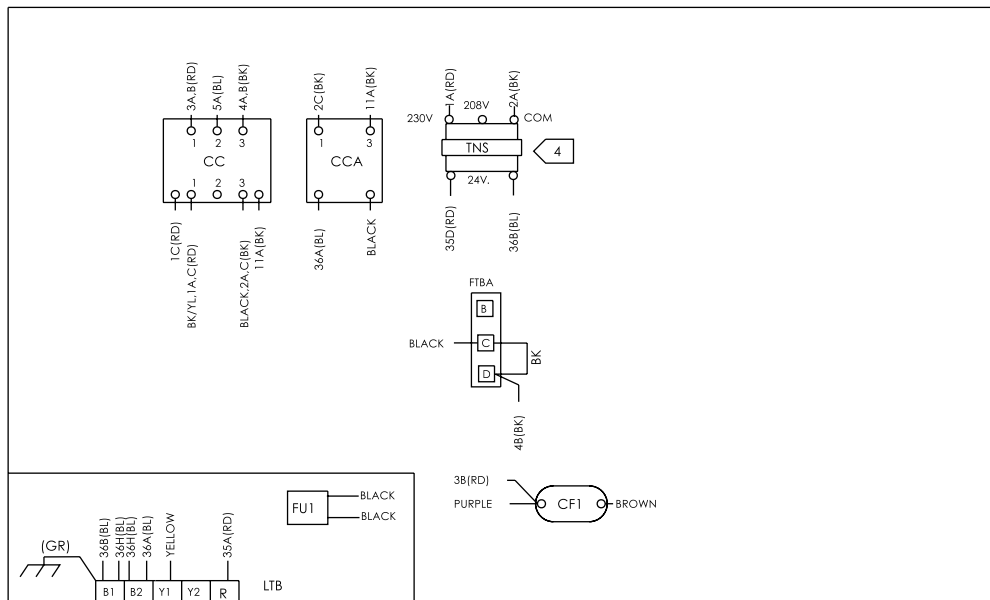 3A,B(RD)
5A(BL)
4A,B(BK)
1 2 3
CC
1 2 3
1C(RD)
BK/YL,1A,C(RD)
BLACK,2A,C(BK)
11A(BK)
2C(BK)
11A(BK)
1 3
CCA
36A(BL)
BLACK
1A(RD)
2A(BK)
208V
230V
COM
TNS
4
24V.
35D(RD)
36B(BL)
FTBA
B
BLACK
C
BK
D
4B(BK)
3B(RD)
PURPLE
CF1
BROWN
FU1
BLACK
BLACK
(GR)
36B(BL)
36H(BL)
36H(BL)
36A(BL)
YELLOW
35A(RD)
B1 B2 Y1 Y2 R
LTB